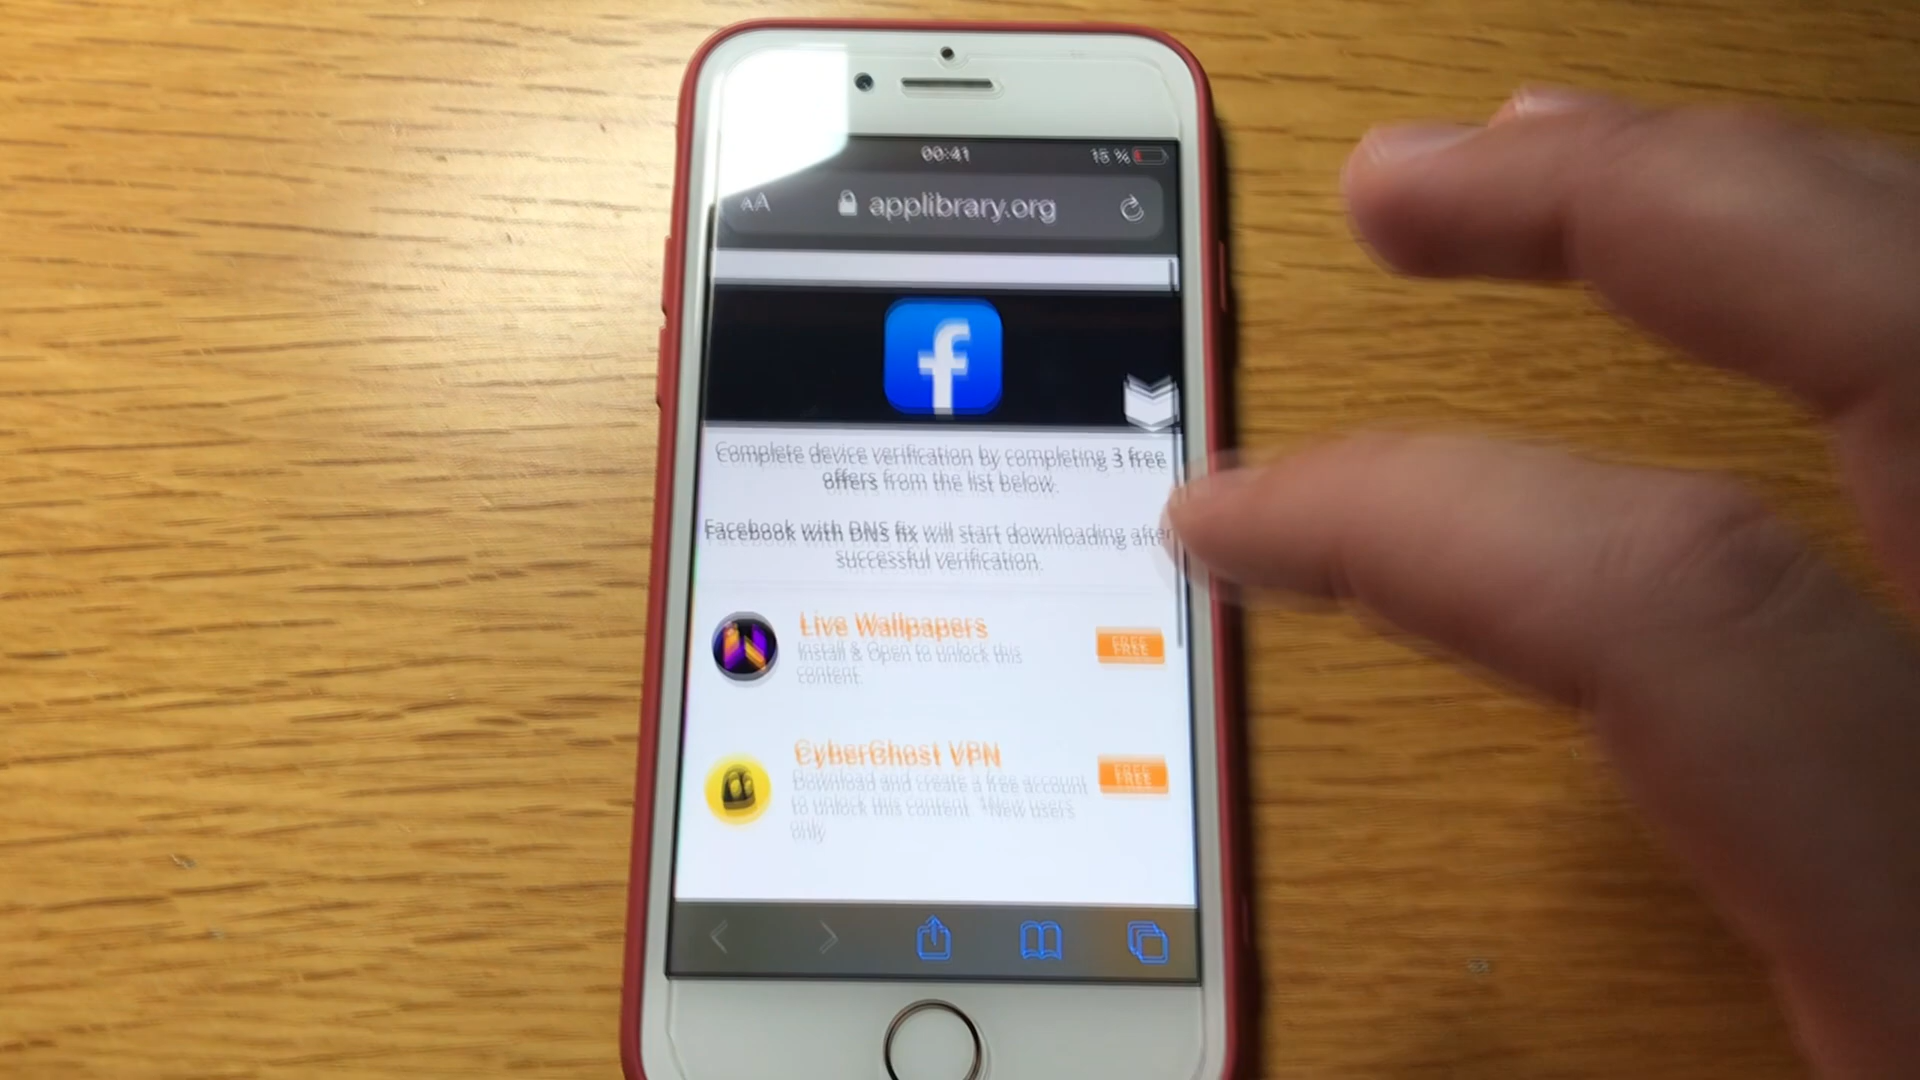 00:41
15 %
AA
applibrary.org
Complete device verification by completing 3 free
offers from the list below.
Facebook with DNS fix will start downloading after
successful verification.
Live Wallpapers
Install & Open to unlock this
content.
FREE
CyberGhost VPN
Download and create a free account
to unlock this content. *New users
only
FREE